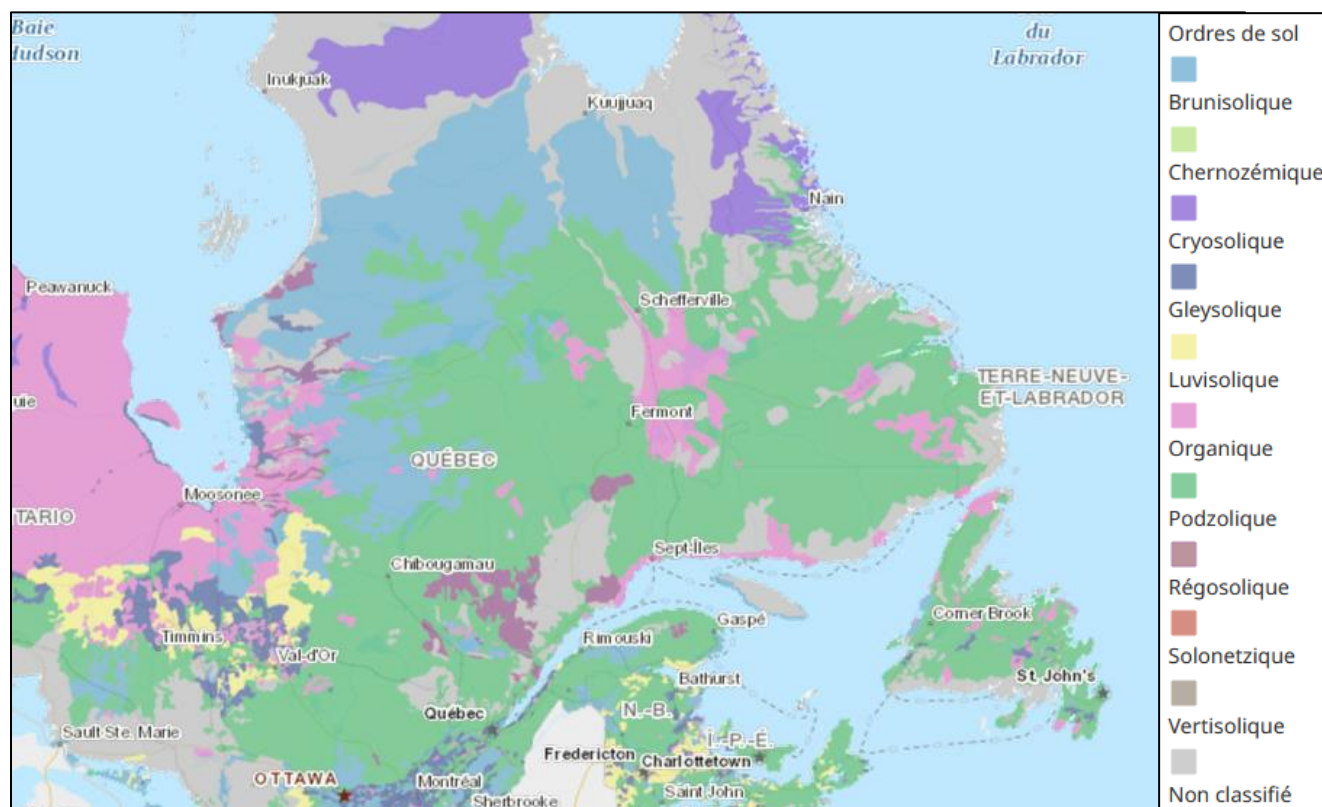 Baie
Hudson
du
Labrador
Inukjuak
Kuujjuaq
Nain
Peawanuck
Schefferville
TERRE-NEUVE-
ET-LABRADOR
uie
Fermont
QUÉBEC
Moosonee
TARIO
Sept-Îles
Chibougamau
Corner Brook
Gaspé
Timmins
Rimouski
Val-d'Or
Bathurst
St. John's
N.-B.
Québec
Î.-P.-É.
Sault Ste. Marie
Fredericton
Charlottetown
OTTAWA
Montréal
Saint John
Sherbrooke
Ordres de sol
Brunisolique
Chernozémique
Cryosolique
Gleysolique
Luvisolique
Organique
Podzolique
Régosolique
Solonetzique
Vertisolique
Non classifié